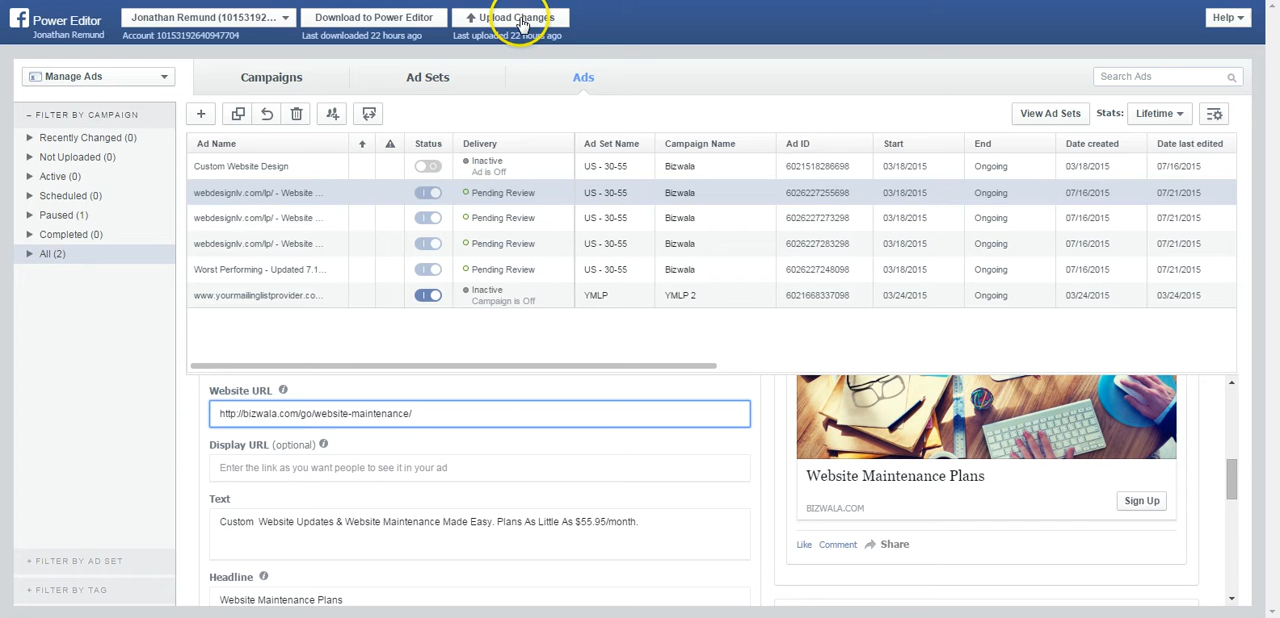 Power Editor
Jonathan Remund
Jonathan Remund (10153192...
Account 10153192640947704
Download to Power Editor
Last downloaded 22 hours ago
Upload Changes
Last uploaded 22 hours ago
Help
Manage Ads
Campaigns
Ad Sets
Ads
Search Ads
− FILTER BY CAMPAIGN
Recently Changed (0)
Not Uploaded (0)
Active (0)
Scheduled (0)
Paused (1)
Completed (0)
All (2)
+ FILTER BY AD SET
+ FILTER BY TAG
View Ad Sets Stats: Lifetime
Ad Name Status Delivery Ad Set Name Campaign Name Ad ID Start End Date created Date last edited
Custom Website Design Inactive Ad is Off US - 30-55 Bizwala 6021518286698 03/18/2015 Ongoing 03/18/2015 07/16/2015
webdesignlv.com/lp/ - Website ... Pending Review US - 30-55 Bizwala 6026227255698 03/18/2015 Ongoing 07/16/2015 07/21/2015
webdesignlv.com/lp/ - Website ... Pending Review US - 30-55 Bizwala 6026227273298 03/18/2015 Ongoing 07/16/2015 07/21/2015
webdesignlv.com/lp/ - Website ... Pending Review US - 30-55 Bizwala 6026227283298 03/18/2015 Ongoing 07/16/2015 07/21/2015
Worst Performing - Updated 7.1... Pending Review US - 30-55 Bizwala 6026227248098 03/18/2015 Ongoing 07/16/2015 07/21/2015
www.yourmailinglistprovider.co... Inactive Campaign is Off YMLP YMLP 2 6021668337098 03/24/2015 Ongoing 03/24/2015 03/24/2015
Website URL
http://bizwala.com/go/website-maintenance/
Display URL (optional)
Enter the link as you want people to see it in your ad
Text
Custom Website Updates & Website Maintenance Made Easy. Plans As Little As $55.95/month.
Headline
Website Maintenance Plans
Website Maintenance Plans
BIZWALA.COM
Sign Up
Like Comment Share